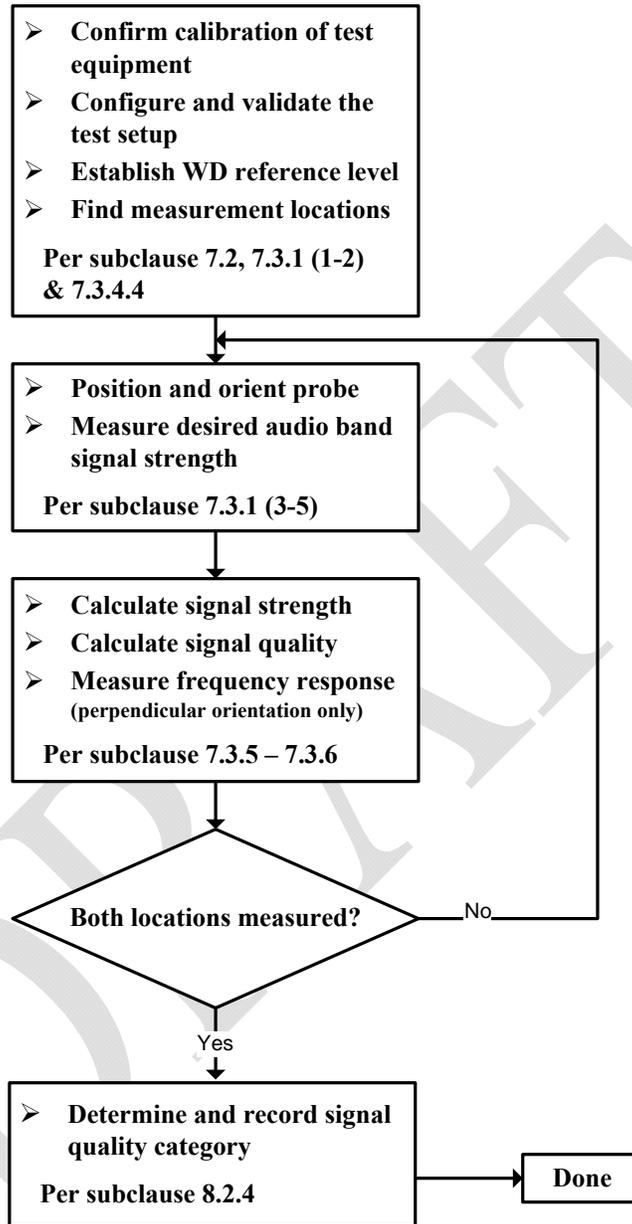 ➢ Confirm calibration of test
equipment
➢ Configure and validate the
test setup
➢ Establish WD reference level
➢ Find measurement locations
Per subclause 7.2, 7.3.1 (1-2)
& 7.3.4.4
➢ Position and orient probe
➢ Measure desired audio band
signal strength
Per subclause 7.3.1 (3-5)
➢ Calculate signal strength
➢ Calculate signal quality
➢ Measure frequency response
(perpendicular orientation only)
Per subclause 7.3.5 – 7.3.6
Both locations measured?
No
Yes
➢ Determine and record signal
quality category
Per subclause 8.2.4
Done
DRAFT